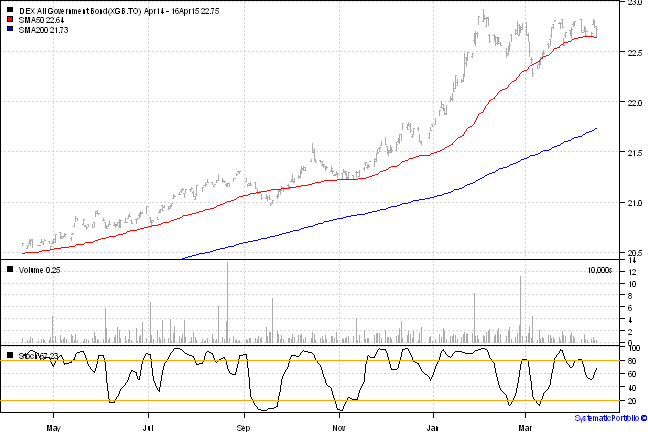 DEX All Government Bond(XGB.TO) Apr14 - 16Apr15 22.75
SMA50 22.64
SMA200 21.73
23.0
22.5
22.0
21.5
21.0
20.5
Volume 0.25
10,000s
14
12
10
8
6
4
2
0
100
80
60
40
20
May
Jul
Sep
Nov
Jan
Mar
SystematicPortfolio ©